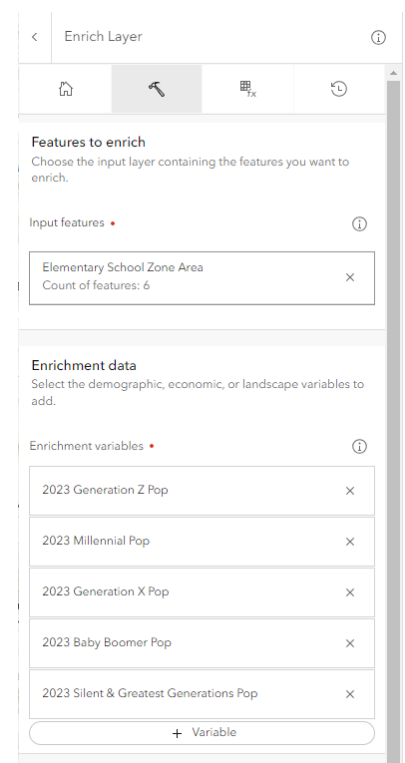 Enrich Layer
fx
Features to enrich
Choose the input layer containing the features you want to
enrich.
Input features
Elementary School Zone Area
Count of features: 6
Enrichment data
Select the demographic, economic, or landscape variables to
add.
Enrichment variables
2023 Generation Z Pop
2023 Millennial Pop
2023 Generation X Pop
2023 Baby Boomer Pop
2023 Silent & Greatest Generations Pop
+ Variable